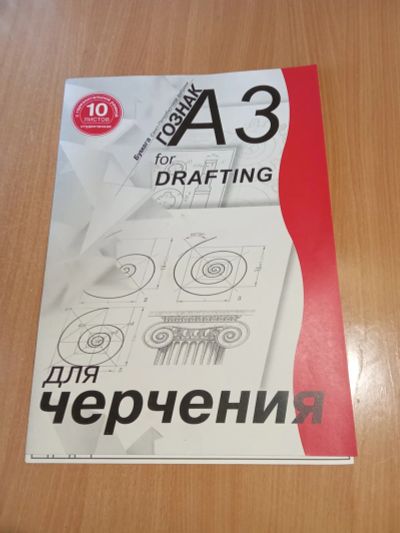 10
ЛИСТОВ
Бумага
ГОЗНАК
A3
for
DRAFTING
для
черчения